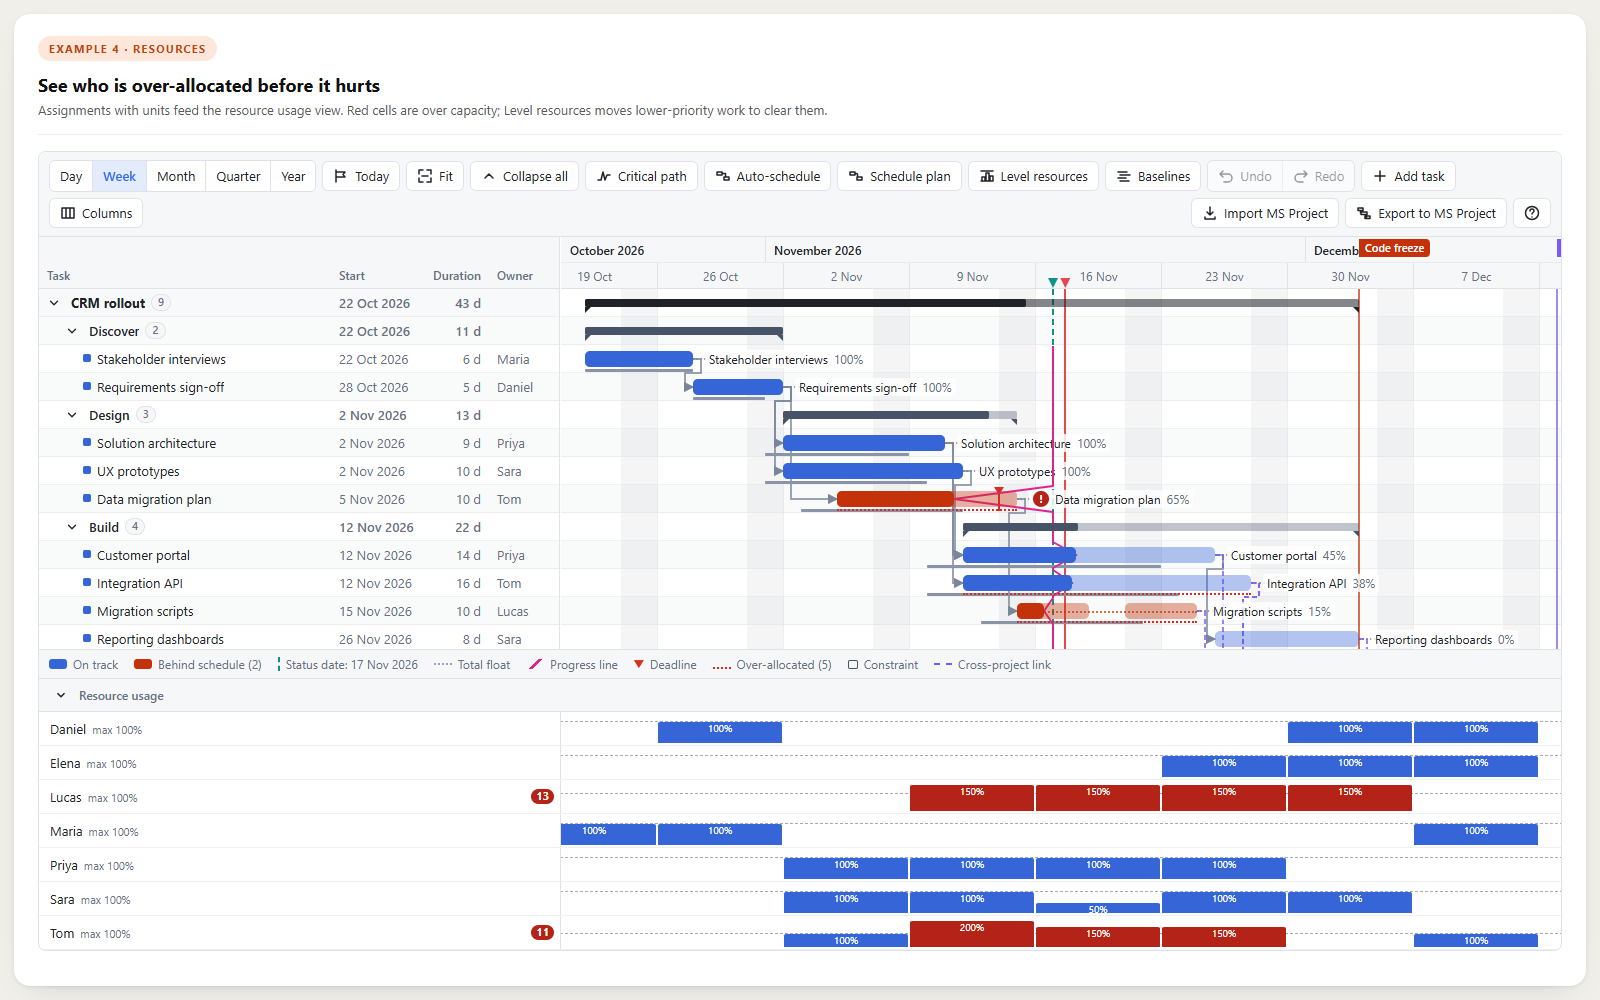 EXAMPLE 4 · RESOURCES
See who is over-allocated before it hurts
Assignments with units feed the resource usage view. Red cells are over capacity; Level resources moves lower-priority work to clear them.
Day Week Month Quarter Year Today Fit Collapse all Critical path Auto-schedule Schedule plan Level resources Baselines Undo Redo Add task
Columns Import MS Project Export to MS Project
October 2026 November 2026 Decemb Code freeze
Task Start Duration Owner 19 Oct 26 Oct 2 Nov 9 Nov 16 Nov 23 Nov 30 Nov 7 Dec
CRM rollout 9 22 Oct 2026 43 d
Discover 2 22 Oct 2026 11 d
Stakeholder interviews 22 Oct 2026 6 d Maria Stakeholder interviews 100%
Requirements sign-off 28 Oct 2026 5 d Daniel Requirements sign-off 100%
Design 3 2 Nov 2026 13 d
Solution architecture 2 Nov 2026 9 d Priya Solution architecture 100%
UX prototypes 2 Nov 2026 10 d Sara UX prototypes 100%
Data migration plan 5 Nov 2026 10 d Tom Data migration plan 65%
Build 4 12 Nov 2026 22 d
Customer portal 12 Nov 2026 14 d Priya Customer portal 45%
Integration API 12 Nov 2026 16 d Tom Integration API 38%
Migration scripts 15 Nov 2026 10 d Lucas Migration scripts 15%
Reporting dashboards 26 Nov 2026 8 d Sara Reporting dashboards 0%
On track Behind schedule (2) Status date: 17 Nov 2026 Total float Progress line Deadline Over-allocated (5) Constraint Cross-project link
Resource usage
Daniel max 100% 100% 100% 100%
Elena max 100% 100% 100% 100%
Lucas max 100% 13 150% 150% 150% 150%
Maria max 100% 100% 100% 100%
Priya max 100% 100% 100% 100% 100%
Sara max 100% 100% 100% 50% 100% 100%
Tom max 100% 11 100% 200% 150% 150% 100%